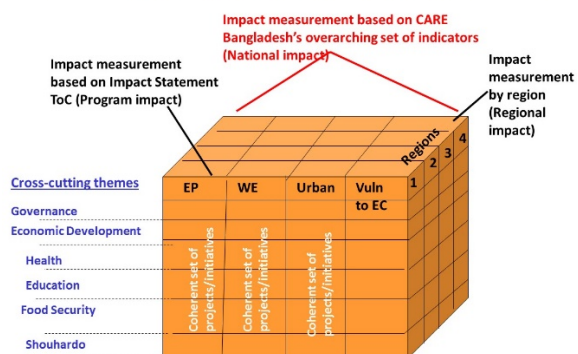 Impact measurement based on CARE
Bangladesh's overarching set of indicators
(National impact)
Impact measurement
based on Impact Statement
ToC (Program impact)
Impact
measurement
by region
(Regional
impact)
Regions
1
2
3
4
Cross-cutting themes
EP
WE
Urban
Vuln
to EC
Governance
Economic Development
Health
Education
Food Security
Shouhardo
Coherent set of
projects/initiatives
Coherent set of
projects/initiatives
Coherent set of
projects/initiatives